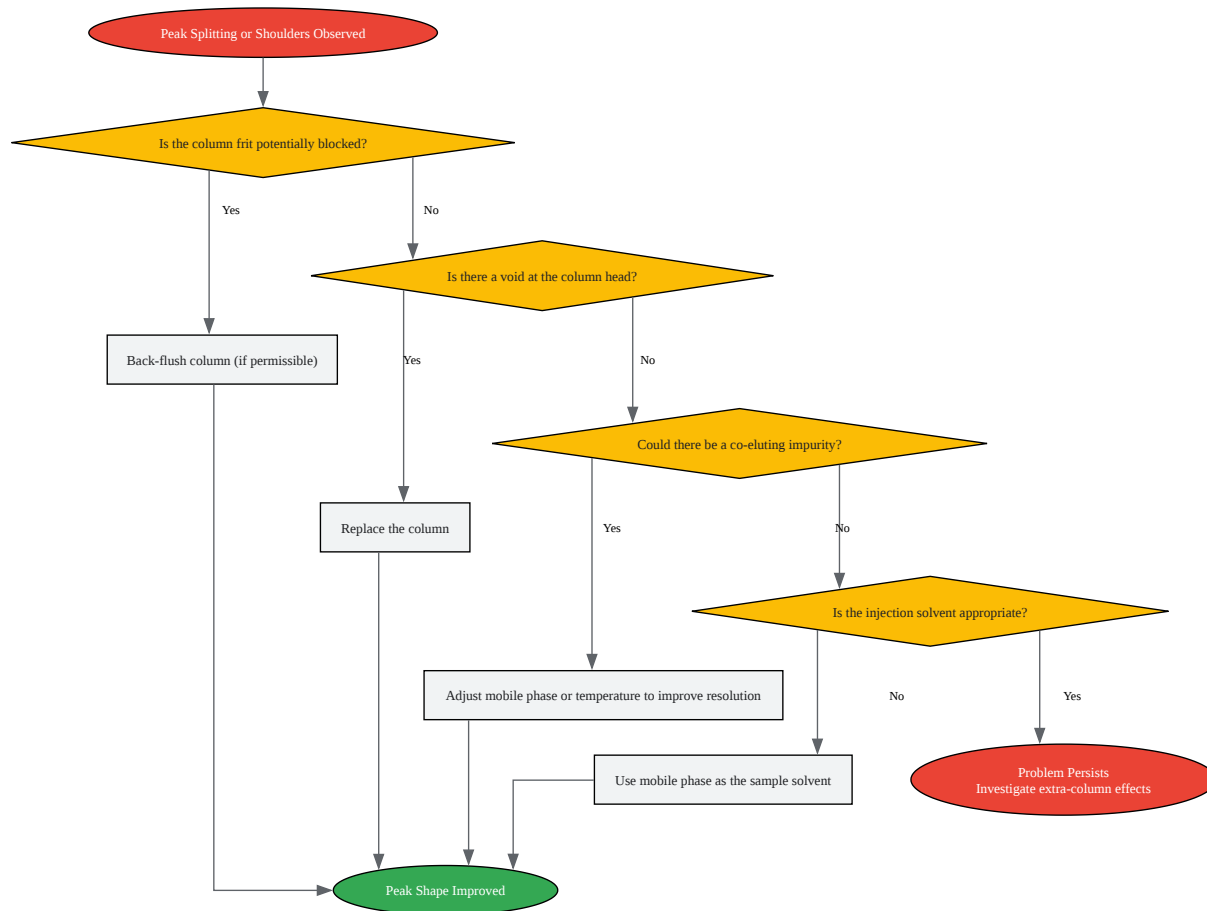 Peak Splitting or Shoulders Observed
Is the column frit potentially blocked?
Yes
No
Is there a void at the column head?
Back-flush column (if permissible)
Yes
No
Could there be a co-eluting impurity?
Replace the column
Yes
No
Is the injection solvent appropriate?
Adjust mobile phase or temperature to improve resolution
No
Yes
Use mobile phase as the sample solvent
Problem Persists
Investigate extra-column effects
Peak Shape Improved